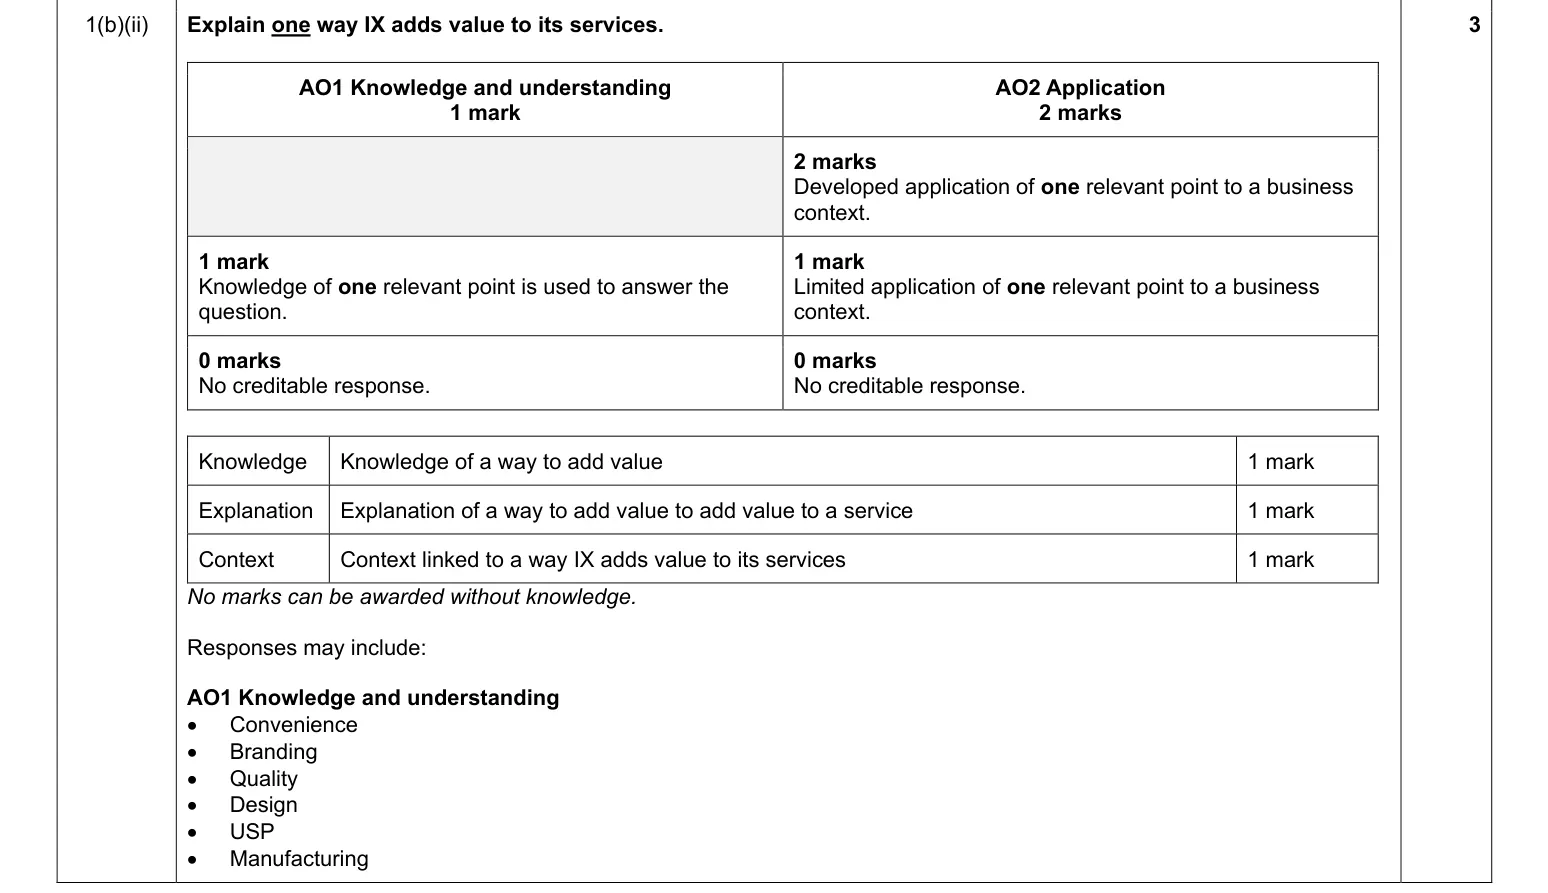 1(b)(ii) Explain one way IX adds value to its services. 3
AO1 Knowledge and understanding
1 mark
AO2 Application
2 marks
2 marks
Developed application of one relevant point to a business
context.
1 mark
Knowledge of one relevant point is used to answer the
question.
1 mark
Limited application of one relevant point to a business
context.
0 marks
No creditable response.
0 marks
No creditable response.
Knowledge Knowledge of a way to add value 1 mark
Explanation Explanation of a way to add value to add value to a service 1 mark
Context Context linked to a way IX adds value to its services 1 mark
No marks can be awarded without knowledge.
Responses may include:
AO1 Knowledge and understanding
• Convenience
• Branding
• Quality
• Design
• USP
• Manufacturing